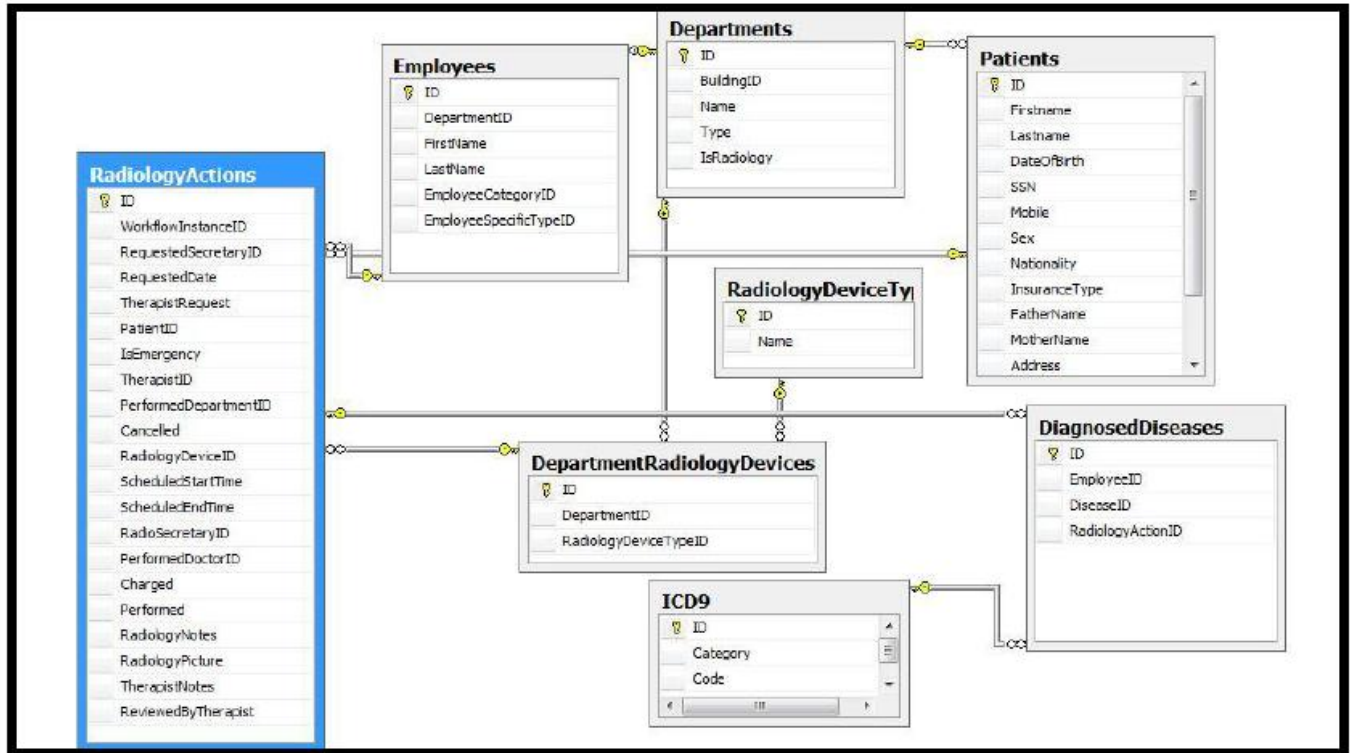 Departments
ID
BuildingID
Name
Type
IsRadiology
Employees
ID
DepartmentID
FirstName
LastName
EmployeeCategoryID
EmployeeSpecificTypeID
Patients
ID
Firstname
Lastname
DateOfBirth
SSN
Mobile
Sex
Nationality
InsuranceType
FatherName
MotherName
Address
RadiologyActions
ID
WorkflowInstanceID
RequestedSecretaryID
RequestedDate
TherapistRequest
PatientID
IsEmergency
TherapistID
PerformedDepartmentID
Cancelled
RadiologyDeviceID
ScheduledStartTime
ScheduledEndTime
RadioSecretaryID
PerformedDoctorID
Charged
Performed
RadiologyNotes
RadiologyPicture
TherapistNotes
ReviewedByTherapist
RadiologyDeviceTy
ID
Name
DiagnosedDiseases
ID
EmployeeID
DiseaseID
RadiologyActionID
DepartmentRadiologyDevices
ID
DepartmentID
RadiologyDeviceTypeID
ICD9
ID
Category
Code